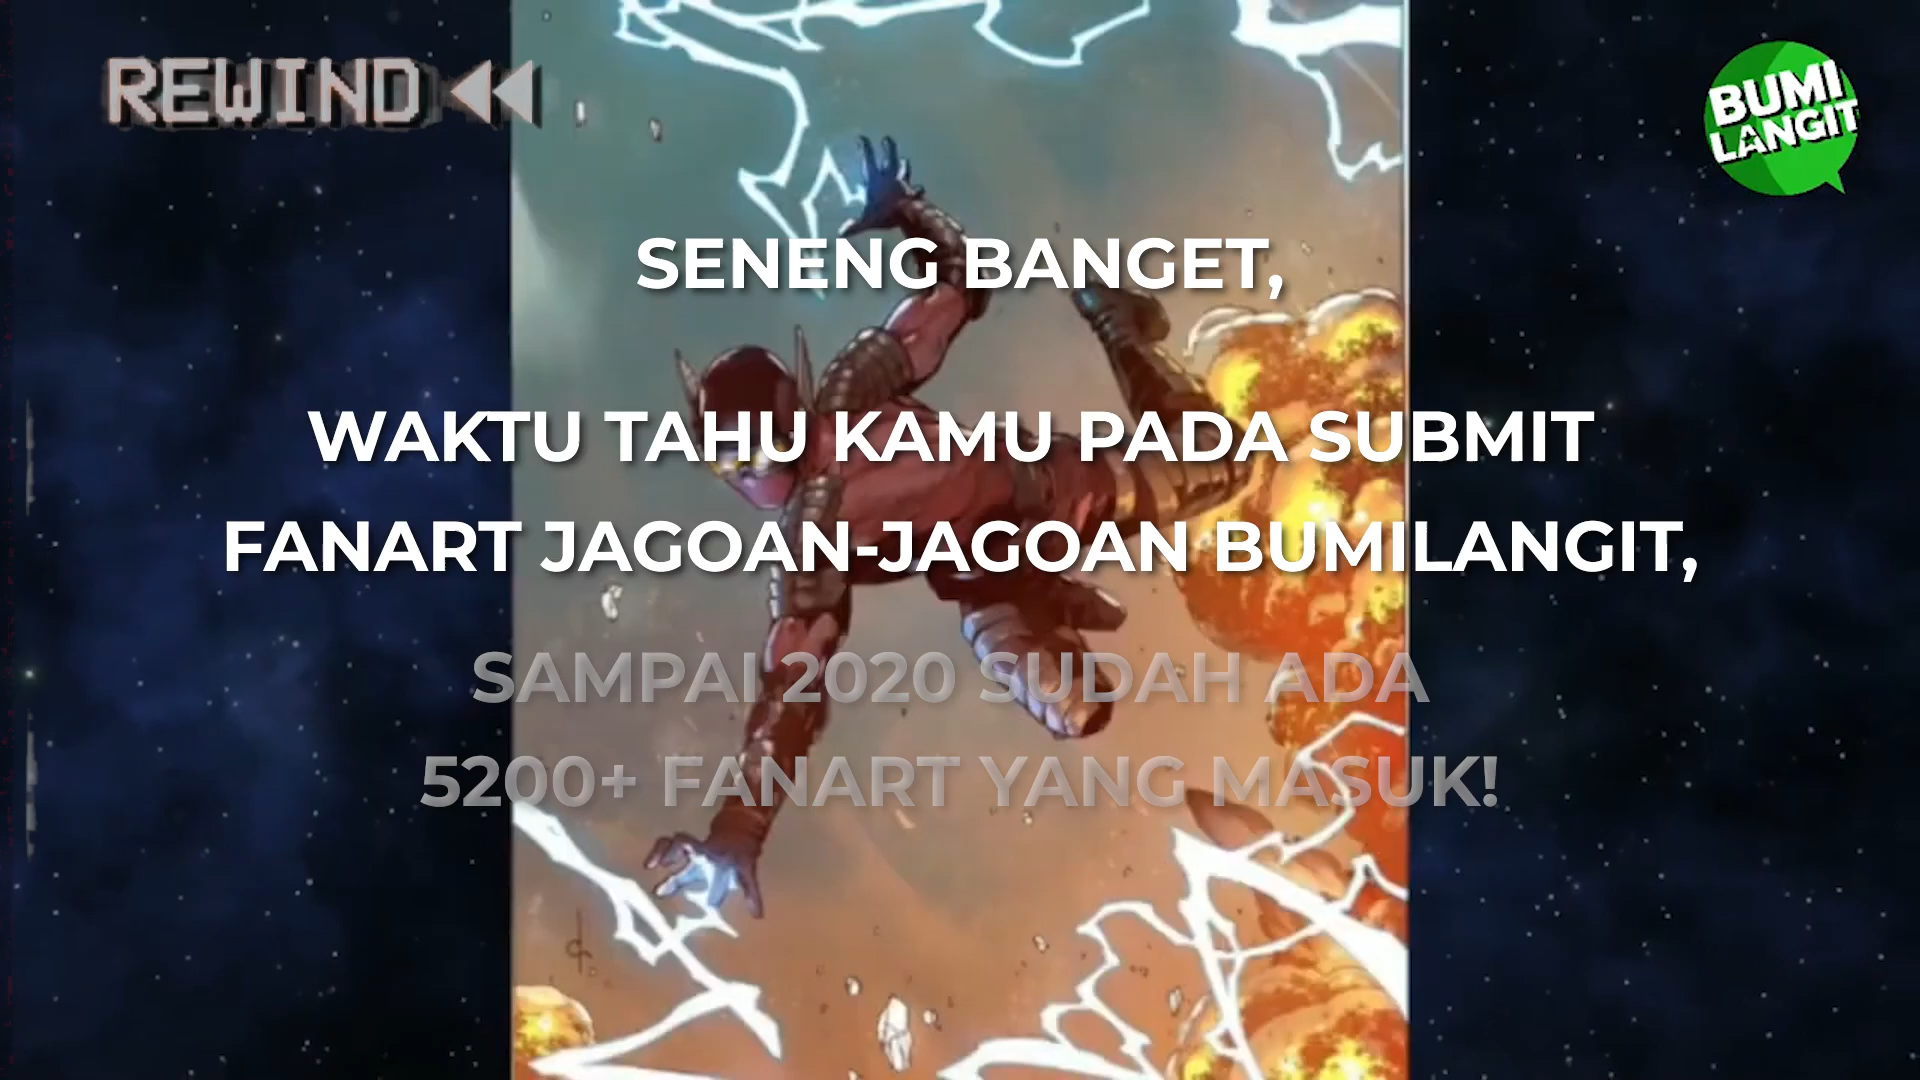 REWIND
BUMI
LANGIT
SENENG BANGET,
WAKTU TAHU KAMU PADA SUBMIT
FANART JAGOAN-JAGOAN BUMILANGIT,
SAMPAI 2020 SUDAH ADA
5200+ FANART YANG MASUK!